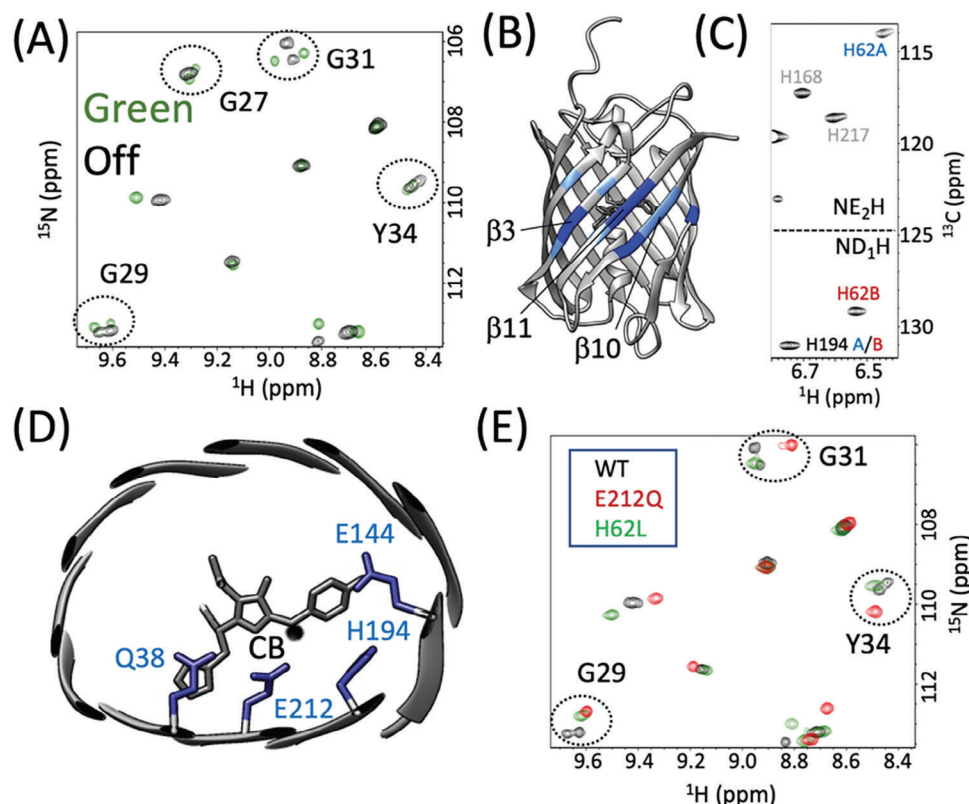 (A)
106
108
110
112
¹⁵N (ppm)
9.6 9.4 9.2 9.0 8.8 8.6 8.4
¹H (ppm)
G31
G27
Green
Off
Y34
G29
(B)
β3
β11
β10
(C)
H62A
H168
H217
NE₂H
ND₁H
H62B
H194 A/B
115
120
125
130
¹³C (ppm)
6.7 6.5
¹H (ppm)
(D)
E144
H194
Q38
CB
E212
(E)
WT
E212Q
H62L
G31
Y34
G29
108
110
112
¹⁵N (ppm)
9.6 9.4 9.2 9.0 8.8 8.6 8.4
¹H (ppm)